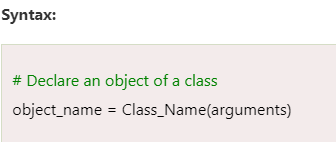 Syntax:
# Declare an object of a class
object_name = Class_Name(arguments)